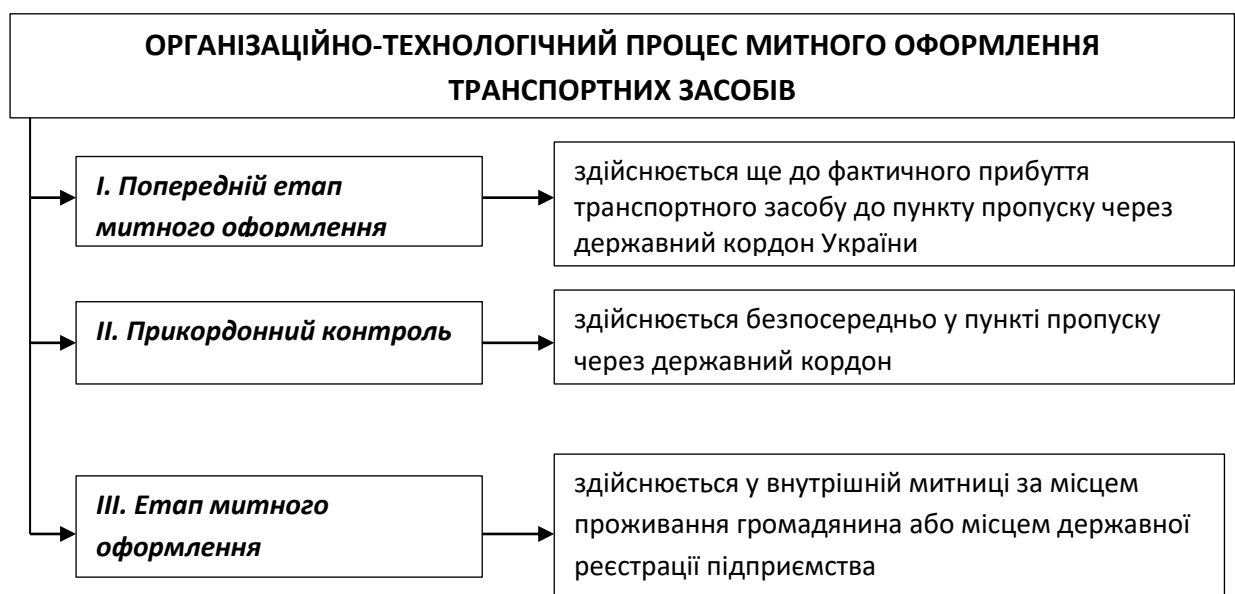 ОРГАНІЗАЦІЙНО-ТЕХНОЛОГІЧНИЙ ПРОЦЕС МИТНОГО ОФОРМЛЕННЯ
ТРАНСПОРТНИХ ЗАСОБІВ
І. Попередній етап
митного оформлення
здійснюється ще до фактичного прибуття
транспортного засобу до пункту пропуску через
державний кордон України
ІІ. Прикордонний контроль
здійснюється безпосередньо у пункті пропуску
через державний кордон
ІІІ. Етап митного
оформлення
здійснюється у внутрішній митниці за місцем
проживання громадянина або місцем державної
реєстрації підприємства